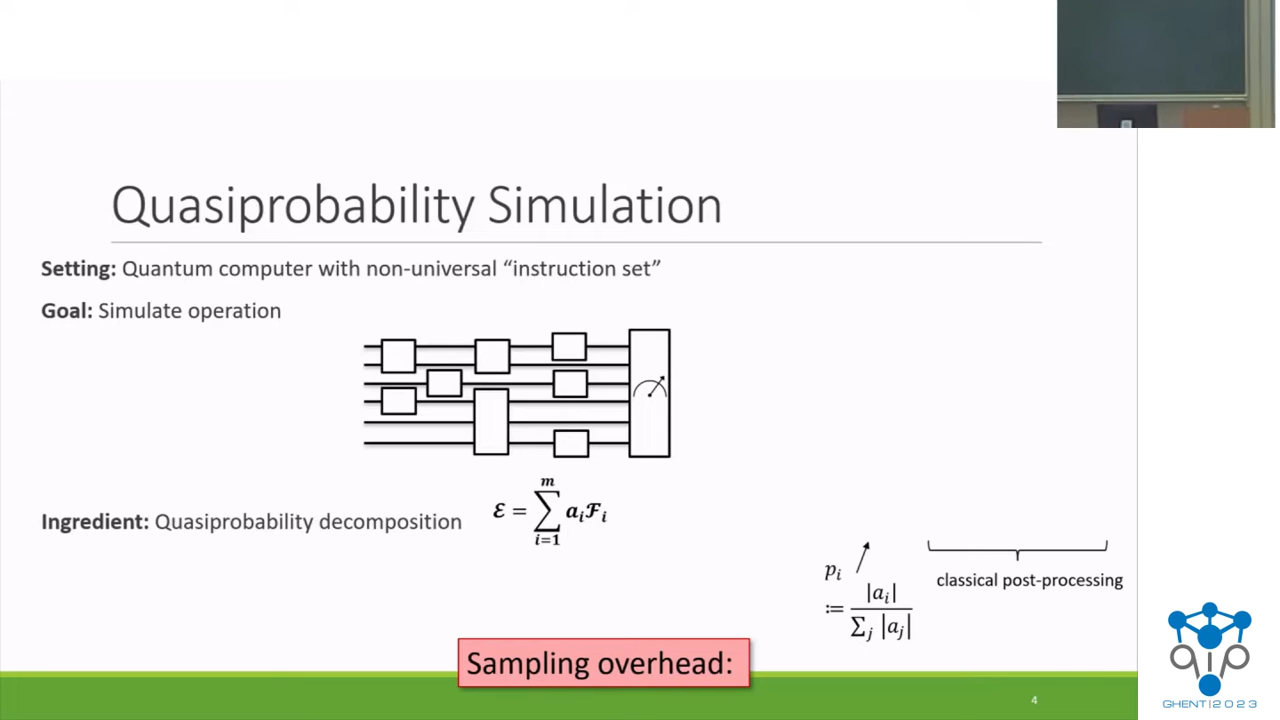 Quasiprobability Simulation
Setting: Quantum computer with non-universal “instruction set”
Goal: Simulate operation
Ingredient: Quasiprobability decomposition
ℰ = ∑_{i=1}^{m} a_i ℱ_i
p_i
≔ |a_i| / ∑_j |a_j|
classical post-processing
Sampling overhead:
4
qip
GHENT|2023